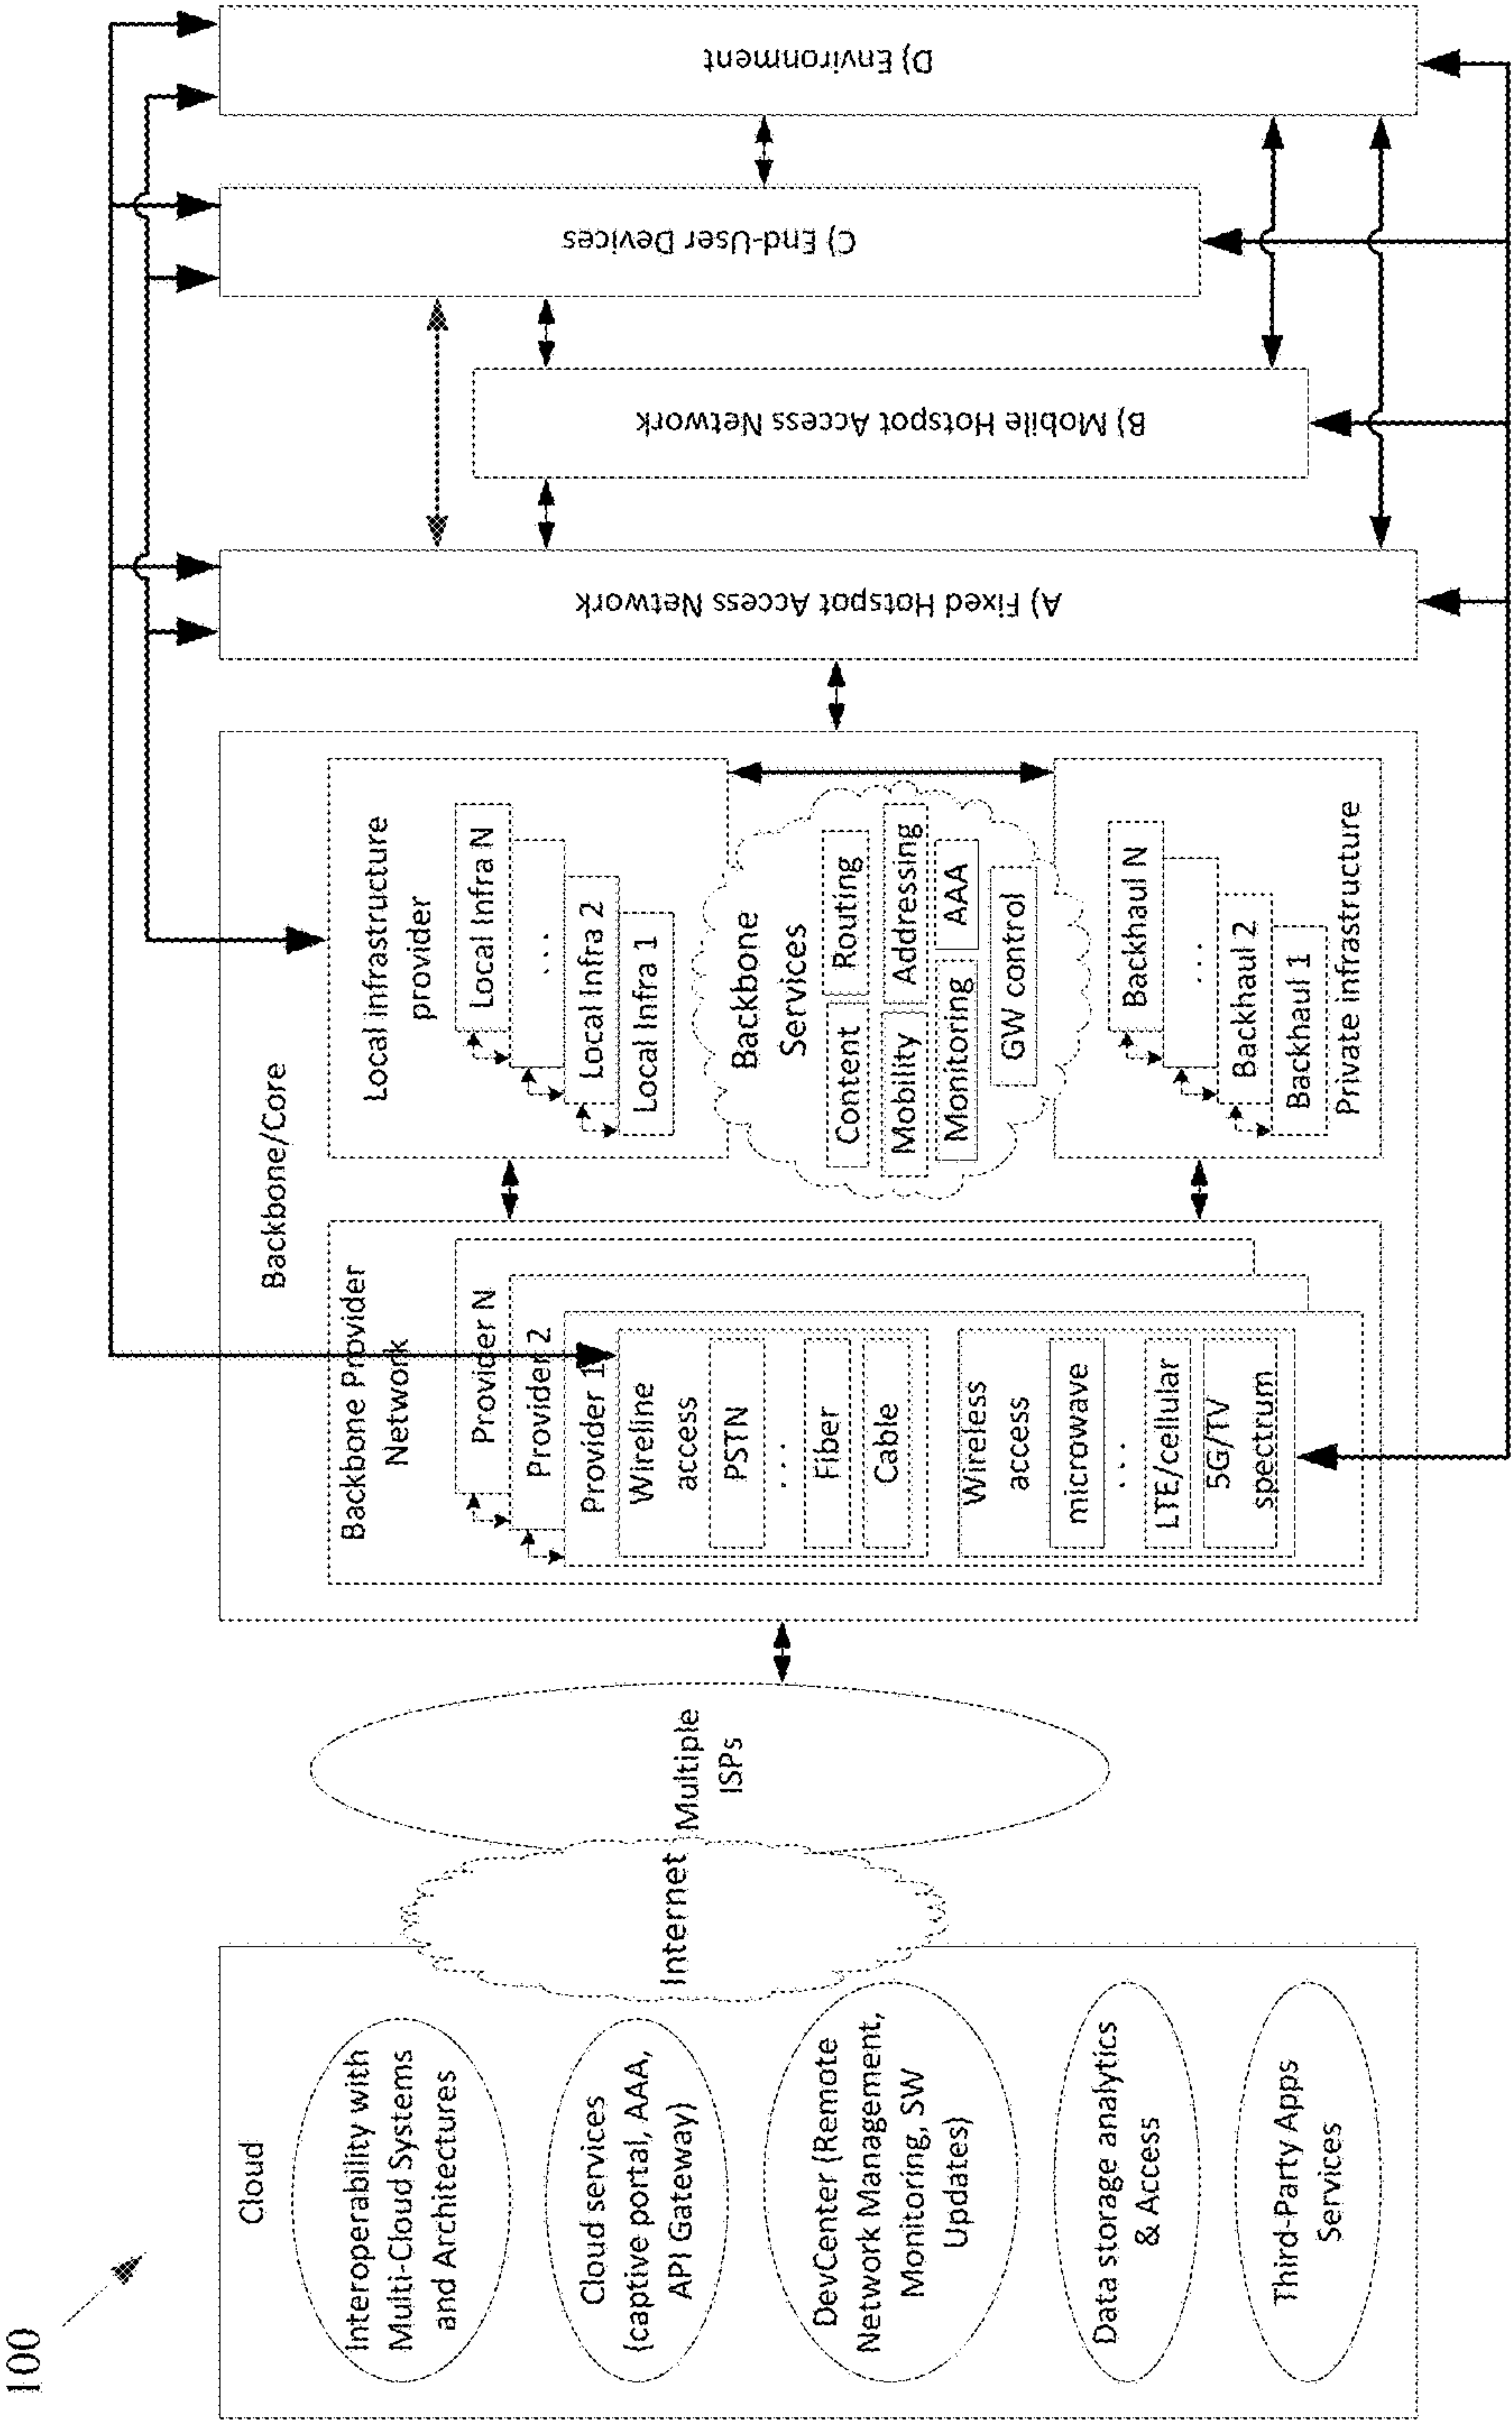 100
Cloud
Interoperability with
Multi-Cloud Systems
and Architectures
Cloud services
(captive portal, AAA,
API Gateway)
DevCenter (Remote
Network Management,
Monitoring, SW
Updates)
Data storage analytics
& Access
Third-Party Apps
Services
Internet
Multiple
ISPs
Backbone/Core
Backbone Provider
Network
Provider N
Provider 2
Provider 1
Wireline
access
PSTN
...
Fiber
Cable
Wireless
access
microwave
...
LTE/cellular
5G/TV
spectrum
Local infrastructure
provider
Local Infra N
...
Local Infra 2
Local Infra 1
Backbone
Services
Content
Routing
Mobility
Addressing
Monitoring
AAA
GW control
Backhaul N
...
Backhaul 2
Backhaul 1
Private infrastructure
A) Fixed Hotspot Access Network
B) Mobile Hotspot Access Network
C) End-User Devices
D) Environment